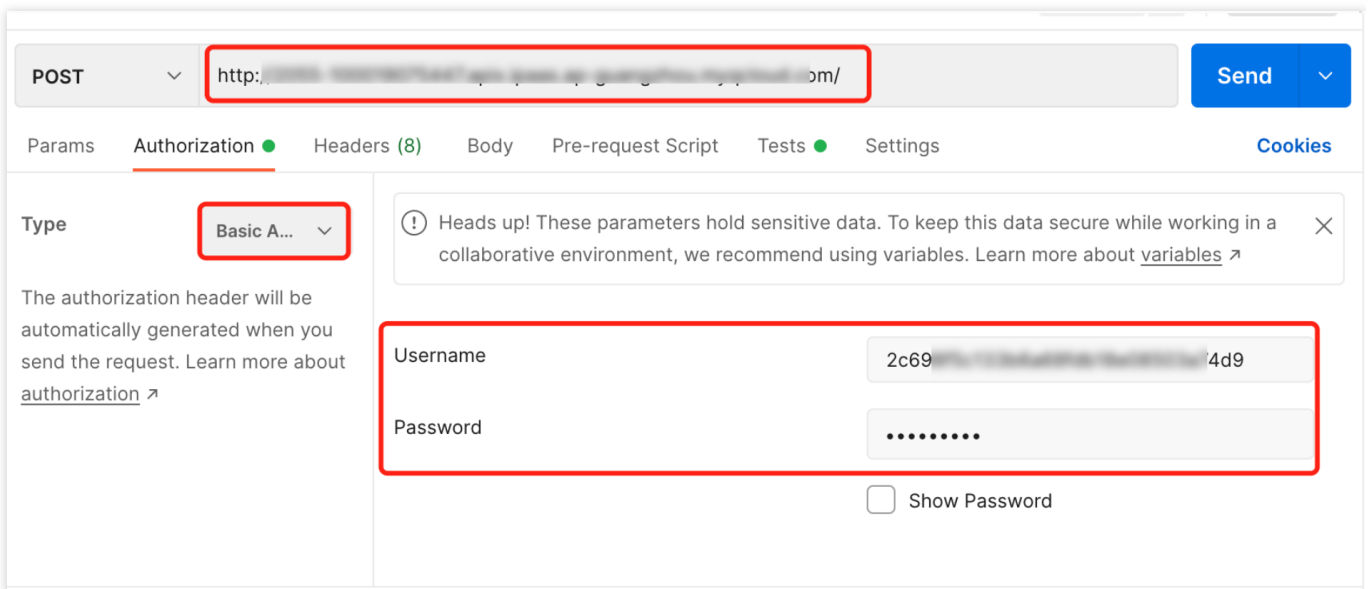 POST
http:
om/
Send
Params
Authorization
Headers (8)
Body
Pre-request Script
Tests
Settings
Cookies
Type
Basic A...
Heads up! These parameters hold sensitive data. To keep this data secure while working in a
collaborative environment, we recommend using variables. Learn more about variables ↗
The authorization header will be
automatically generated when you
send the request. Learn more about
authorization ↗
Username
2c69
4d9
Password
•••••••••
Show Password